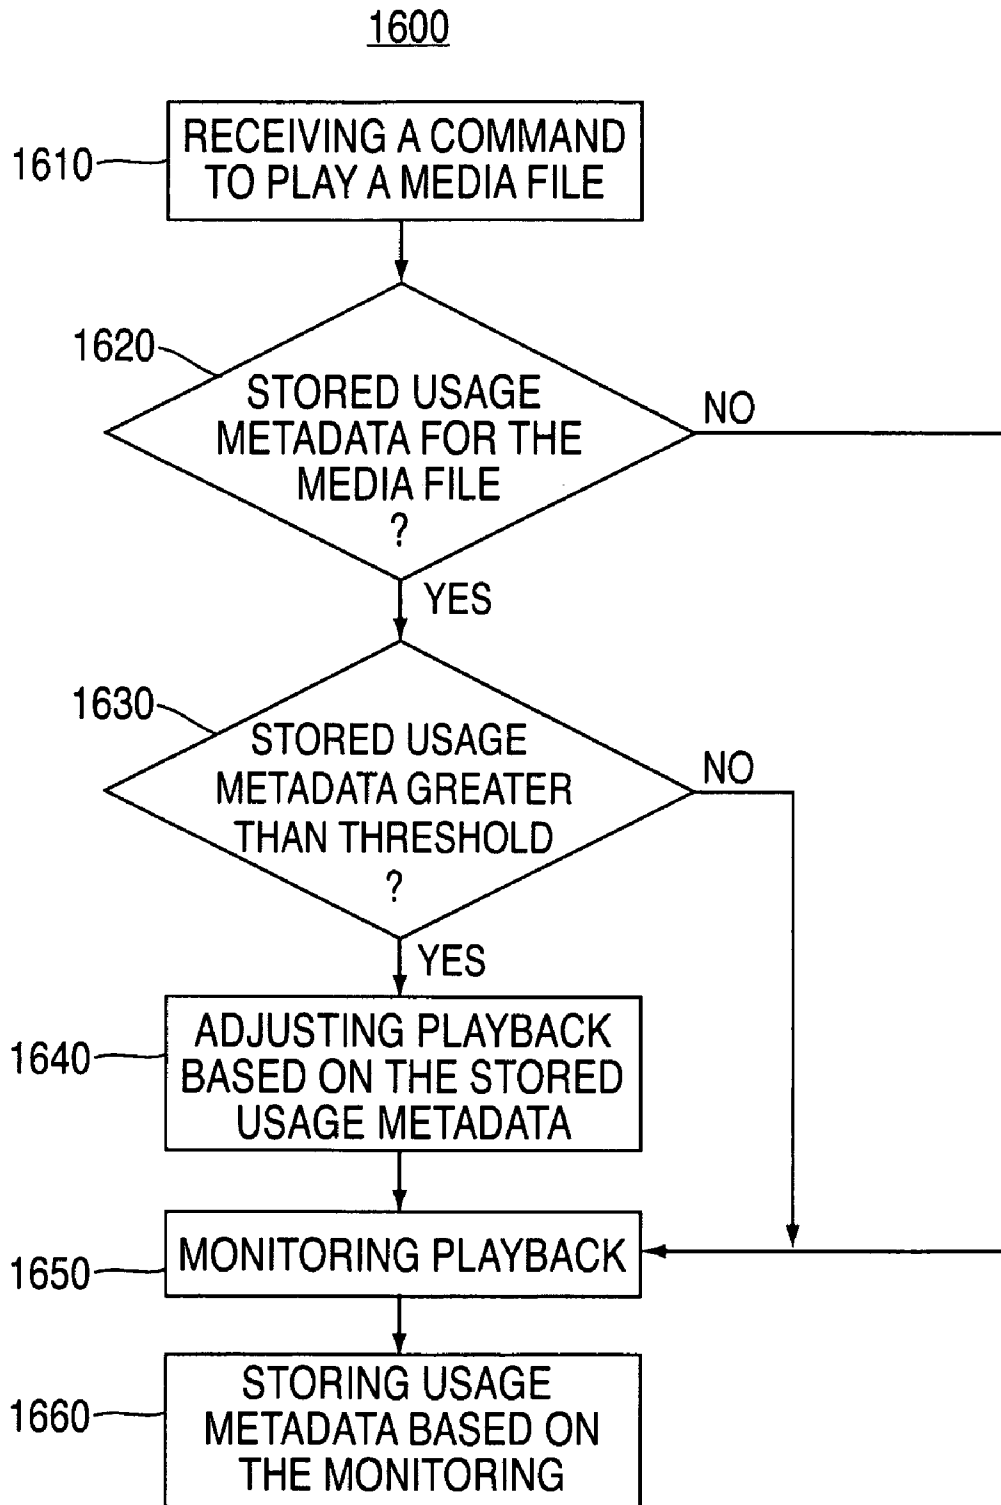 1600
RECEIVING A COMMAND
TO PLAY A MEDIA FILE
1610
1620
STORED USAGE
METADATA FOR THE
MEDIA FILE
?
NO
YES
1630
STORED USAGE
METADATA GREATER
THAN THRESHOLD
?
NO
YES
1640
ADJUSTING PLAYBACK
BASED ON THE STORED
USAGE METADATA
MONITORING PLAYBACK
1650
STORING USAGE
METADATA BASED ON
THE MONITORING
1660